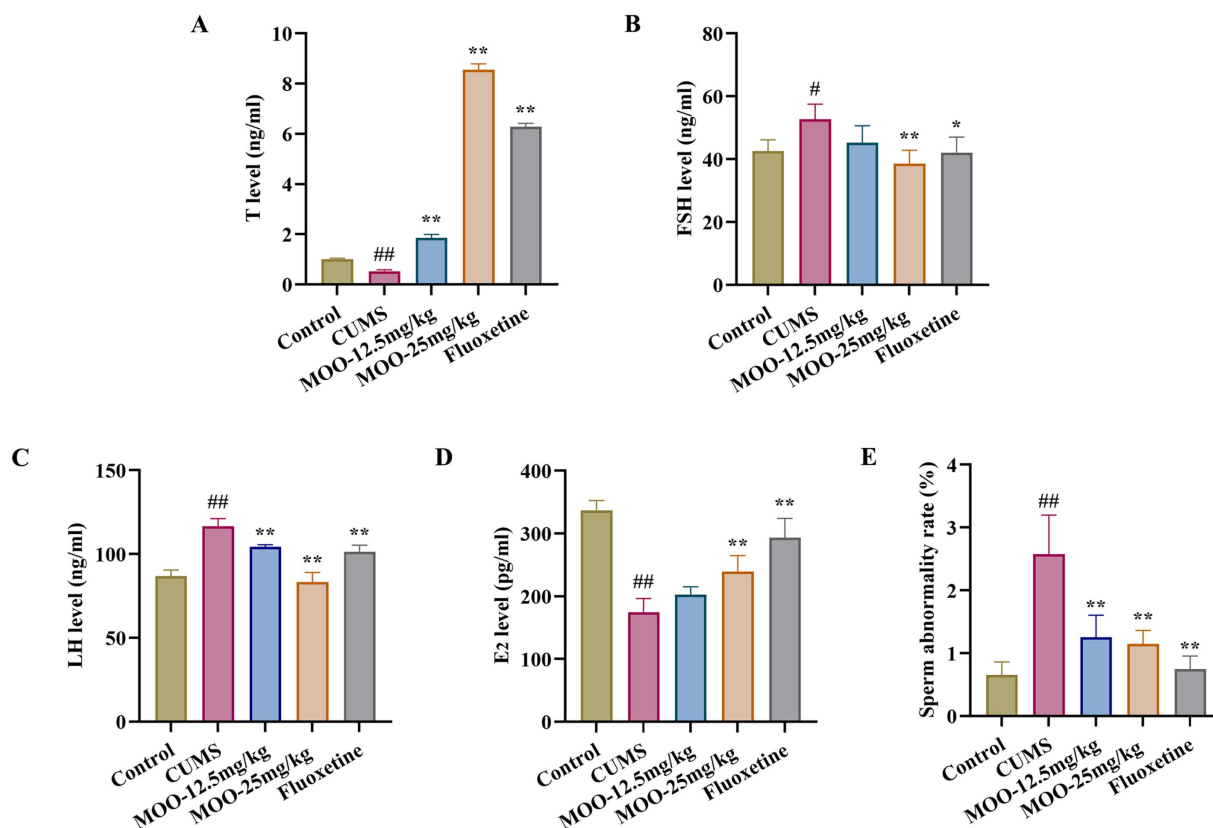 A
T level (ng/ml)
10
8
6
4
2
0
##
**
**
**
Control
CUMS
MOO-12.5mg/kg
MOO-25mg/kg
Fluoxetine
B
FSH level (ng/ml)
80
60
40
20
0
#
**
*
Control
CUMS
MOO-12.5mg/kg
MOO-25mg/kg
Fluoxetine
C
LH level (ng/ml)
150
100
50
0
##
**
**
**
Control
CUMS
MOO-12.5mg/kg
MOO-25mg/kg
Fluoxetine
D
E2 level (pg/ml)
400
300
200
100
0
##
**
**
Control
CUMS
MOO-12.5mg/kg
MOO-25mg/kg
Fluoxetine
E
Sperm abnormality rate (%)
4
3
2
1
0
##
**
**
**
Control
CUMS
MOO-12.5mg/kg
MOO-25mg/kg
Fluoxetine